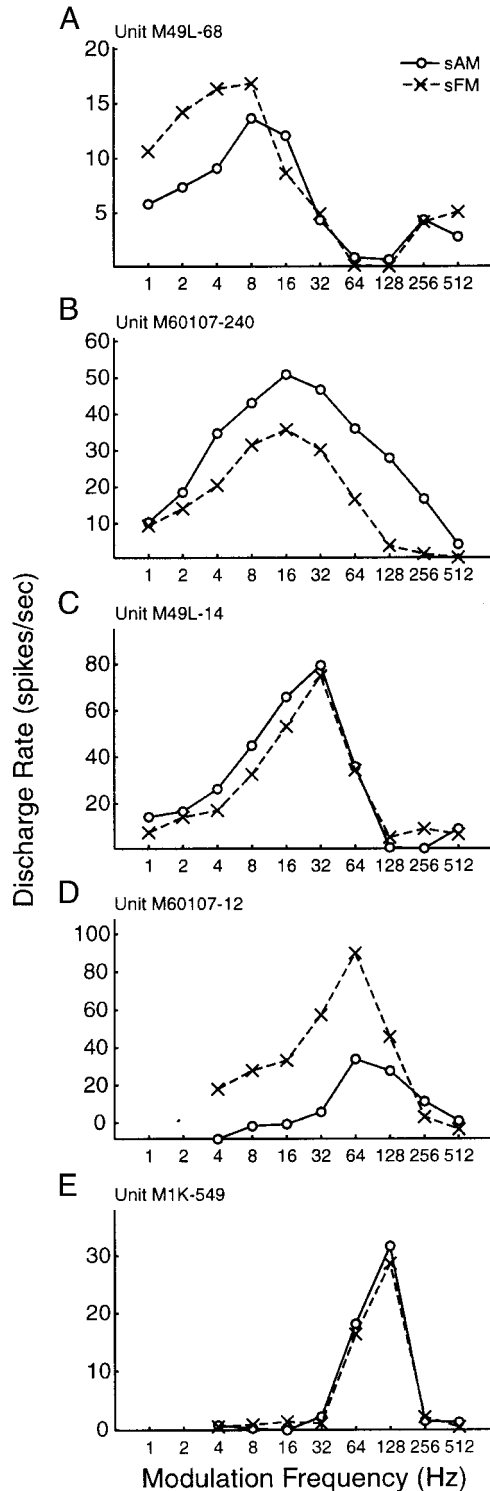 A
Unit M49L-68
sAM
sFM
20
15
10
5
1 2 4 8 16 32 64 128 256 512
B
Unit M60107-240
60
50
40
30
20
10
1 2 4 8 16 32 64 128 256 512
C
Unit M49L-14
80
60
40
20
1 2 4 8 16 32 64 128 256 512
Discharge Rate (spikes/sec)
D
Unit M60107-12
100
80
60
40
20
0
1 2 4 8 16 32 64 128 256 512
E
Unit M1K-549
30
20
10
0
1 2 4 8 16 32 64 128 256 512
Modulation Frequency (Hz)